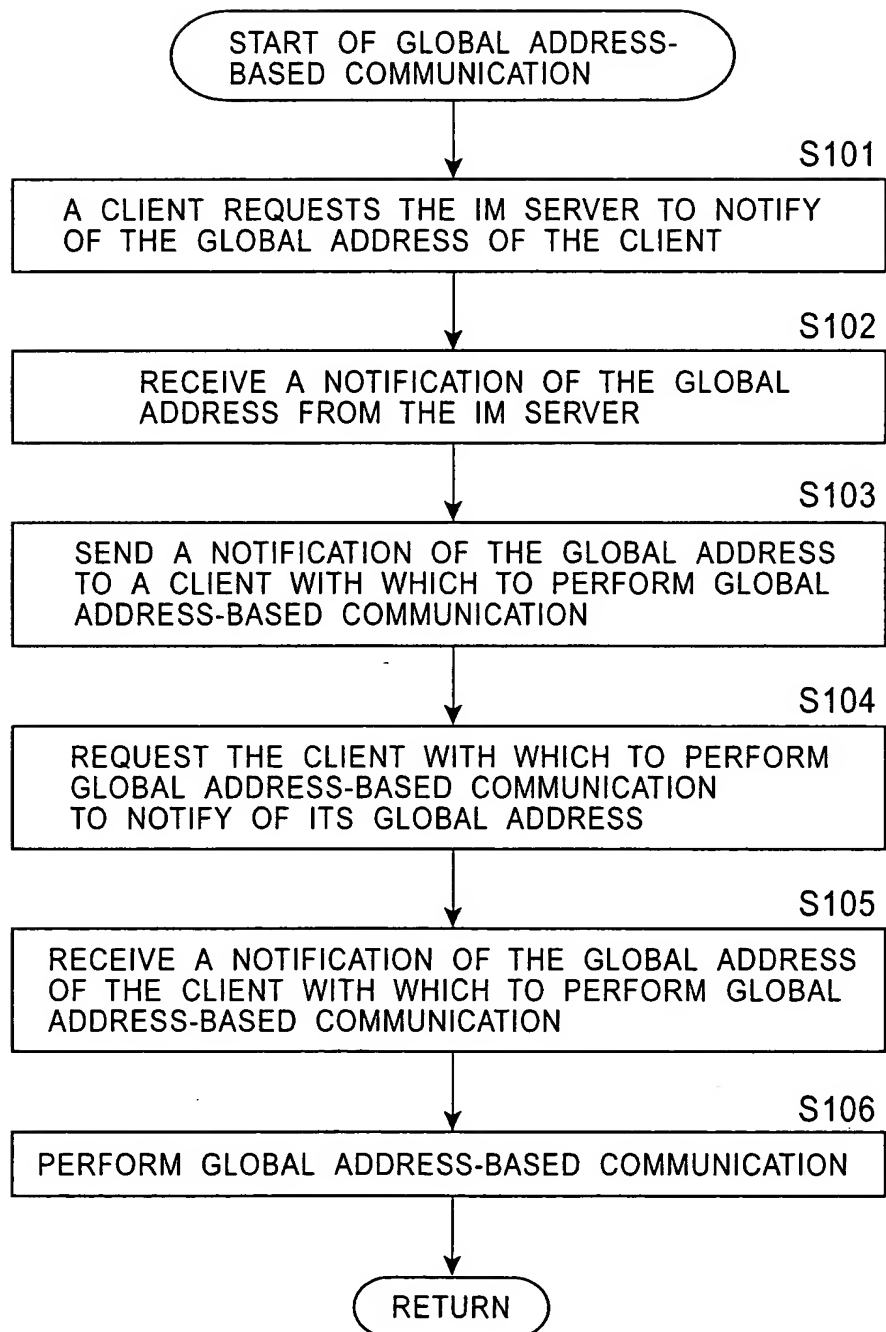 START OF GLOBAL ADDRESS-
BASED COMMUNICATION
S101
A CLIENT REQUESTS THE IM SERVER TO NOTIFY
OF THE GLOBAL ADDRESS OF THE CLIENT
S102
RECEIVE A NOTIFICATION OF THE GLOBAL
ADDRESS FROM THE IM SERVER
S103
SEND A NOTIFICATION OF THE GLOBAL ADDRESS
TO A CLIENT WITH WHICH TO PERFORM GLOBAL
ADDRESS-BASED COMMUNICATION
S104
REQUEST THE CLIENT WITH WHICH TO PERFORM
GLOBAL ADDRESS-BASED COMMUNICATION
TO NOTIFY OF ITS GLOBAL ADDRESS
S105
RECEIVE A NOTIFICATION OF THE GLOBAL ADDRESS
OF THE CLIENT WITH WHICH TO PERFORM GLOBAL
ADDRESS-BASED COMMUNICATION
S106
PERFORM GLOBAL ADDRESS-BASED COMMUNICATION
RETURN